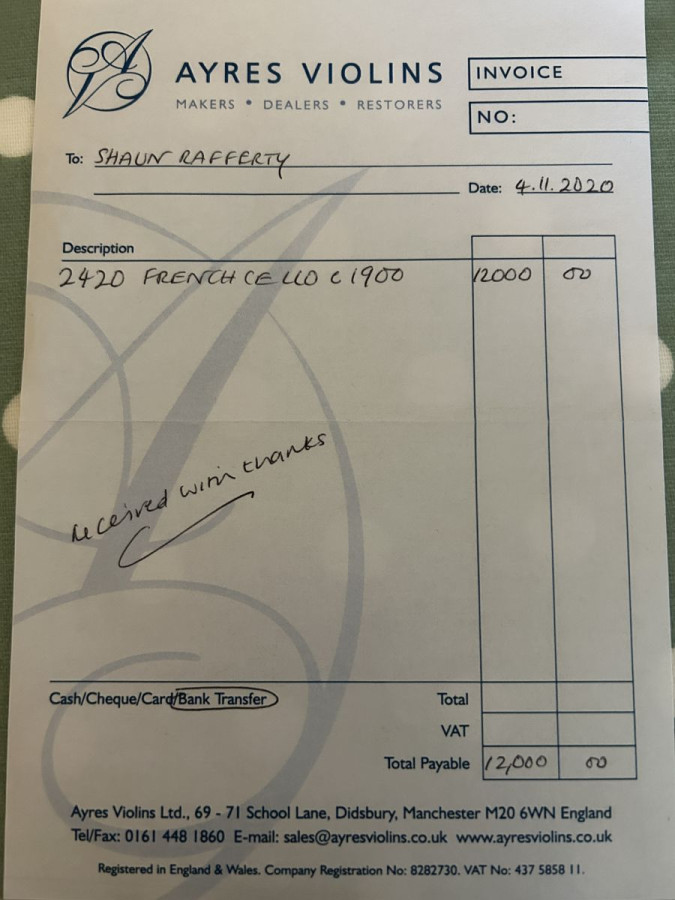 AYRES VIOLINS
MAKERS • DEALERS • RESTORERS
INVOICE
NO:
To: SHAUN RAFFERTY
Date: 4.11.2020
Description
2420 FRENCH CELLO C 1900 12000 00
received with thanks
Cash/Cheque/Card/Bank Transfer Total
VAT
Total Payable 12,000 00
Ayres Violins Ltd., 69 - 71 School Lane, Didsbury, Manchester M20 6WN England
Tel/Fax: 0161 448 1860 E-mail: sales@ayresviolins.co.uk www.ayresviolins.co.uk
Registered in England & Wales. Company Registration No: 8282730. VAT No: 437 5858 11.